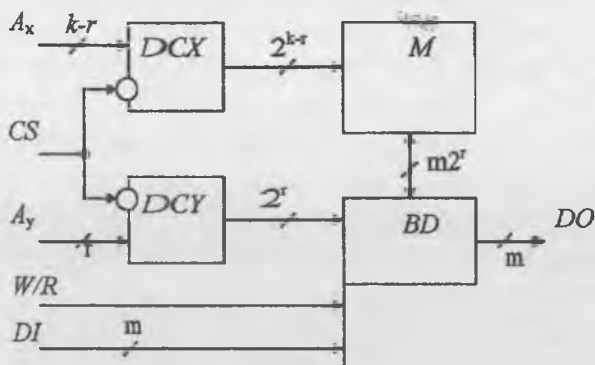 Ax k-r DCX 2^k-r M
CS
m2^r
Ay r DCY 2^r BD DO
m
W/R
DI m